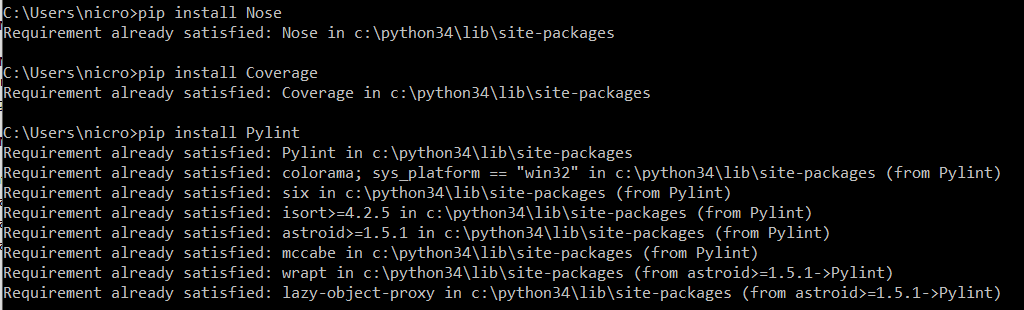 C:\Users\nicro>pip install Nose
Requirement already satisfied: Nose in c:\python34\lib\site-packages
C:\Users\nicro>pip install Coverage
Requirement already satisfied: Coverage in c:\python34\lib\site-packages
C:\Users\nicro>pip install Pylint
Requirement already satisfied: Pylint in c:\python34\lib\site-packages
Requirement already satisfied: colorama; sys_platform == "win32" in c:\python34\lib\site-packages (from Pylint)
Requirement already satisfied: six in c:\python34\lib\site-packages (from Pylint)
Requirement already satisfied: isort>=4.2.5 in c:\python34\lib\site-packages (from Pylint)
Requirement already satisfied: astroid>=1.5.1 in c:\python34\lib\site-packages (from Pylint)
Requirement already satisfied: mccabe in c:\python34\lib\site-packages (from Pylint)
Requirement already satisfied: wrapt in c:\python34\lib\site-packages (from astroid>=1.5.1->Pylint)
Requirement already satisfied: lazy-object-proxy in c:\python34\lib\site-packages (from astroid>=1.5.1->Pylint)